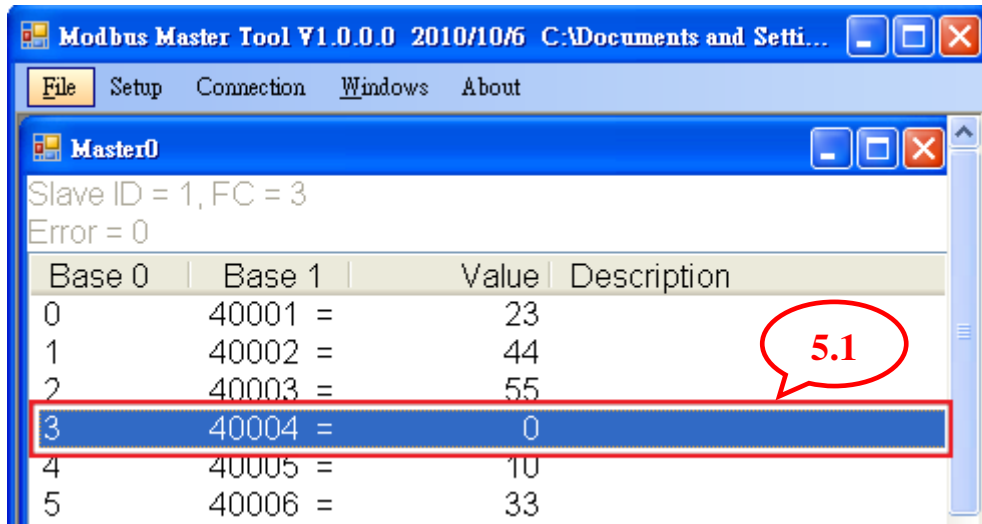 Modbus Master Tool V1.0.0.0 2010/10/6 C:\Documents and Setti...
File Setup Connection Windows About
Master0
Slave ID = 1, FC = 3
Error = 0
Base 0 Base 1 Value Description
0 40001 = 23
1 40002 = 44
5.1
2 40003 = 55
3 40004 = 0
4 40005 = 10
5 40006 = 33